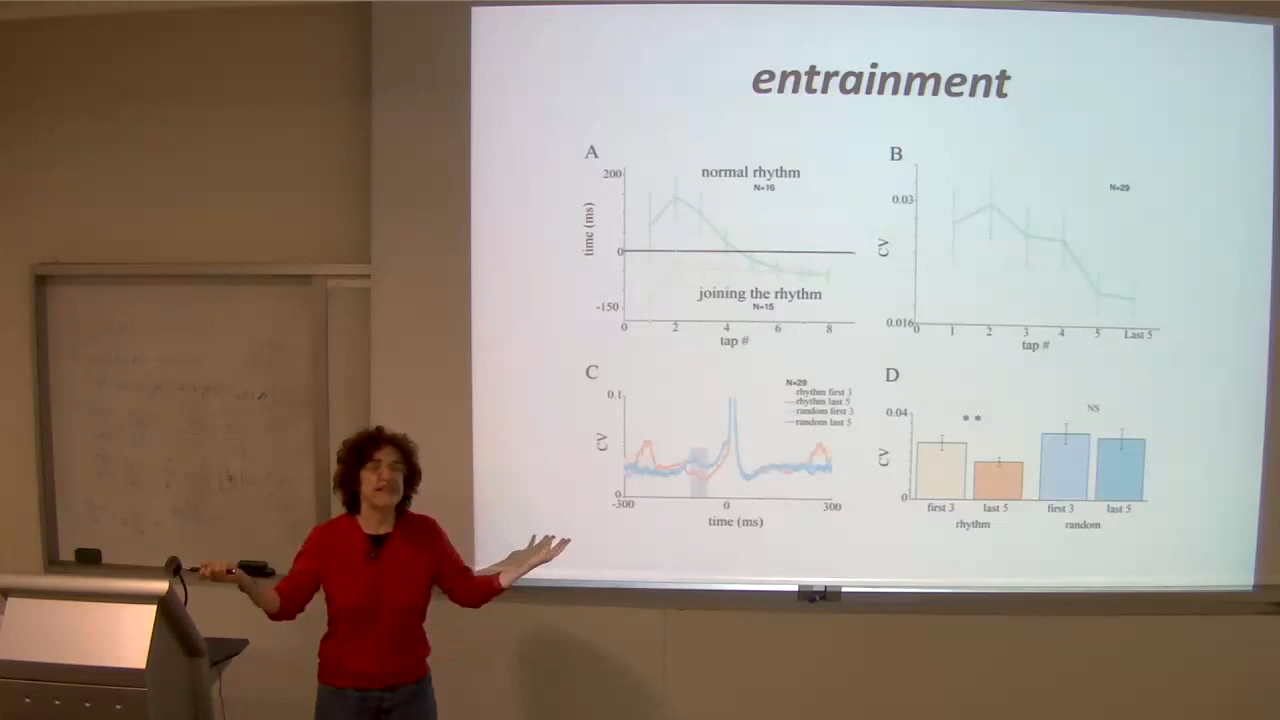 entrainment
A
200
0
-150
time (ms)
normal rhythm
N=16
joining the rhythm
N=15
0 2 4 6 8
tap #
B
0.03
0.016
CV
N=29
0 1 2 3 4 5 Last 5
tap #
C
0.1
0
CV
N=29
rhythm first 3
rhythm last 5
random first 3
random last 5
-300 0 300
time (ms)
D
0.04
0
CV
* *
NS
first 3 last 5 first 3 last 5
rhythm random